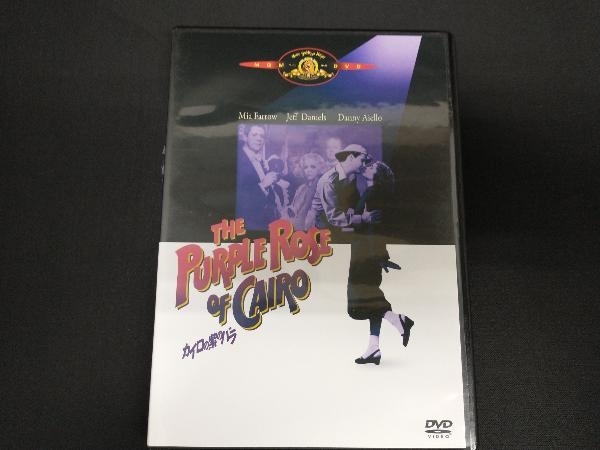 MGM DVD
Mia Farrow Jeff Daniels Danny Aiello
THE
PURPLE ROSE
OF CAIRO
カイロの紫のバラ
DVD
VIDEO